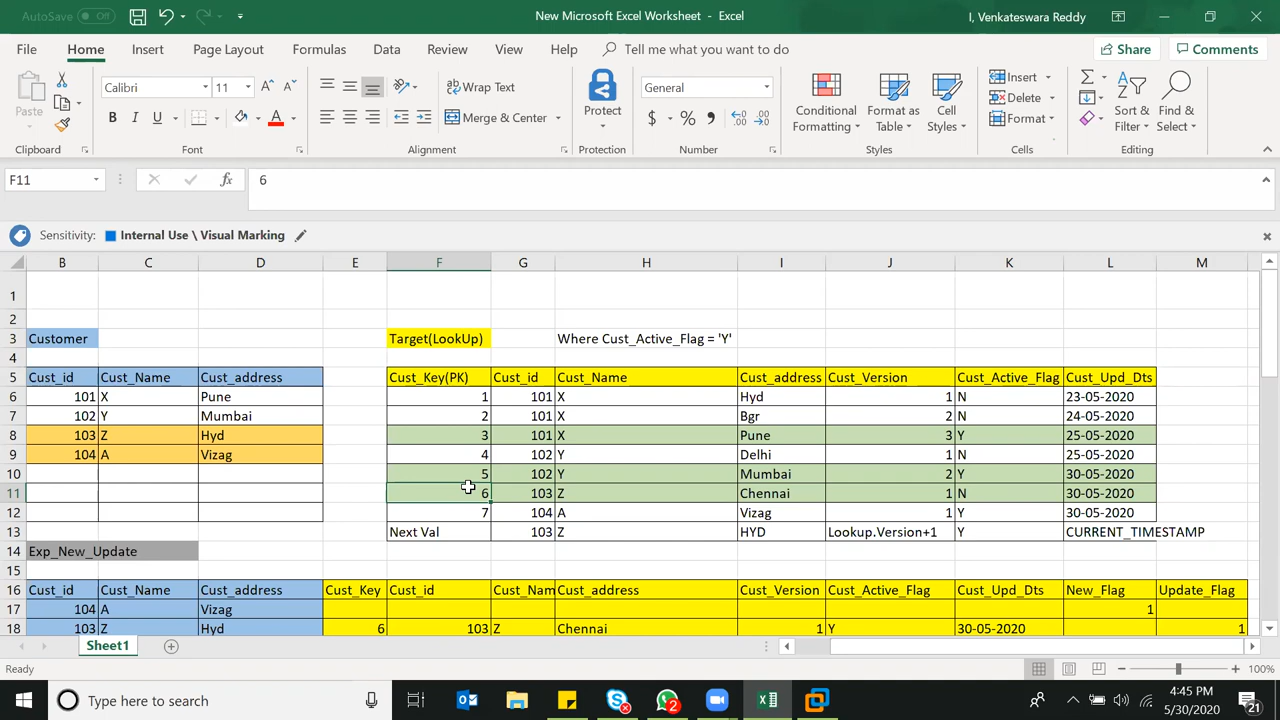 AutoSave Off New Microsoft Excel Worksheet - Excel I, Venkateswara Reddy
File Home Insert Page Layout Formulas Data Review View Help Tell me what you want to do Share Comments
Paste Calibri 11 A A Wrap Text General Conditional Formatting Format as Table Cell Styles Insert Sort & Filter Find & Select
Protect Delete
B I U A Merge & Center $ % Format
Clipboard Font Alignment Protection Number Styles Cells Editing
F11 fx 6
Sensitivity: Internal Use \ Visual Marking
B C D E F G H I J K L M
1
2
3 Customer Target(LookUp) Where Cust_Active_Flag = 'Y'
4
5 Cust_id Cust_Name Cust_address Cust_Key(PK) Cust_id Cust_Name Cust_address Cust_Version Cust_Active_Flag Cust_Upd_Dts
6 101 X Pune 1 101 X Hyd 1 N 23-05-2020
7 102 Y Mumbai 2 101 X Bgr 2 N 24-05-2020
8 103 Z Hyd 3 101 X Pune 3 Y 25-05-2020
9 104 A Vizag 4 102 Y Delhi 1 N 25-05-2020
10 5 102 Y Mumbai 2 Y 30-05-2020
11 6 103 Z Chennai 1 N 30-05-2020
12 7 104 A Vizag 1 Y 30-05-2020
13 Next Val 103 Z HYD Lookup.Version+1 Y CURRENT_TIMESTAMP
14 Exp_New_Update
15
16 Cust_id Cust_Name Cust_address Cust_Key Cust_id Cust_Nam Cust_address Cust_Version Cust_Active_Flag Cust_Upd_Dts New_Flag Update_Flag
17 104 A Vizag 1
18 103 Z Hyd 6 103 Z Chennai 1 Y 30-05-2020 1
Sheet1
Ready 100%
Type here to search 2 4:45 PM
5/30/2020 21